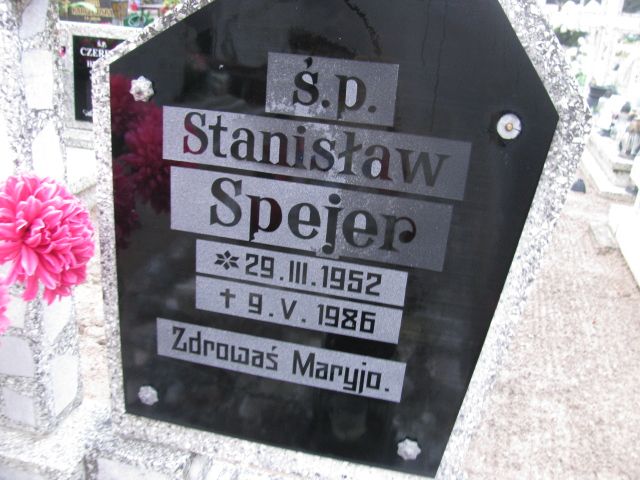 ś.p.
Stanisław
Spejer
* 29.III.1952
† 9.V.1986
Zdrowaś Maryjo.